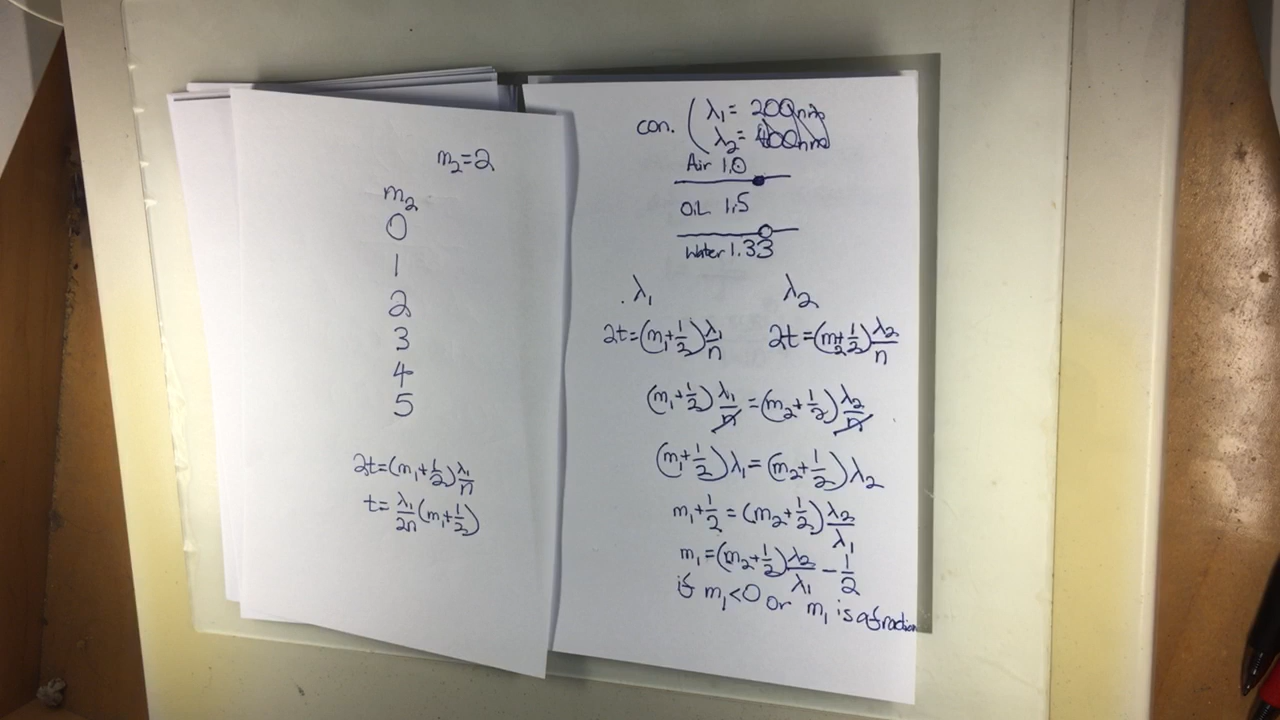 m₂=2
m₂
0
1
2
3
4
5
2t=(m₁+1/2)λ₁/n
t=λ₁/2n(m₁+1/2)
con. (λ₁= 200nm
λ₂= 400nm
Air 1.0
OIL 1.5
Water 1.33
λ₁ λ₂
2t=(m₁+1/2)λ₁/n 2t=(m₂+1/2)λ₂/n
(m₁+1/2)λ₁/n=(m₂+1/2)λ₂/n
(m₁+1/2)λ₁=(m₂+1/2)λ₂
m₁+1/2=(m₂+1/2)λ₂/λ₁
m₁=(m₂+1/2)λ₂/λ₁-1/2
if m₁<0 or m₁ is a fraction